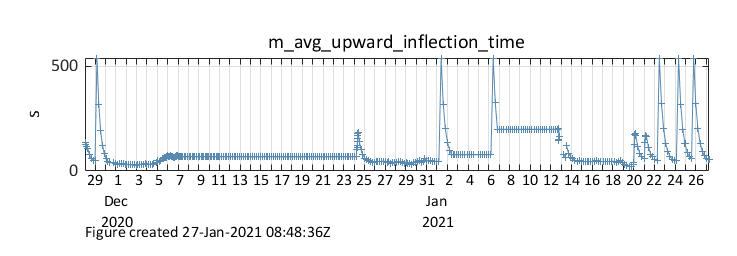 m_avg_upward_inflection_time
500
s
0
29 1 3 5 7 9 11 13 15 17 19 21 23 25 27 29 31 2 4 6 8 10 12 14 16 18 20 22 24 26
Dec Jan
2020 2021
Figure created 27-Jan-2021 08:48:36Z